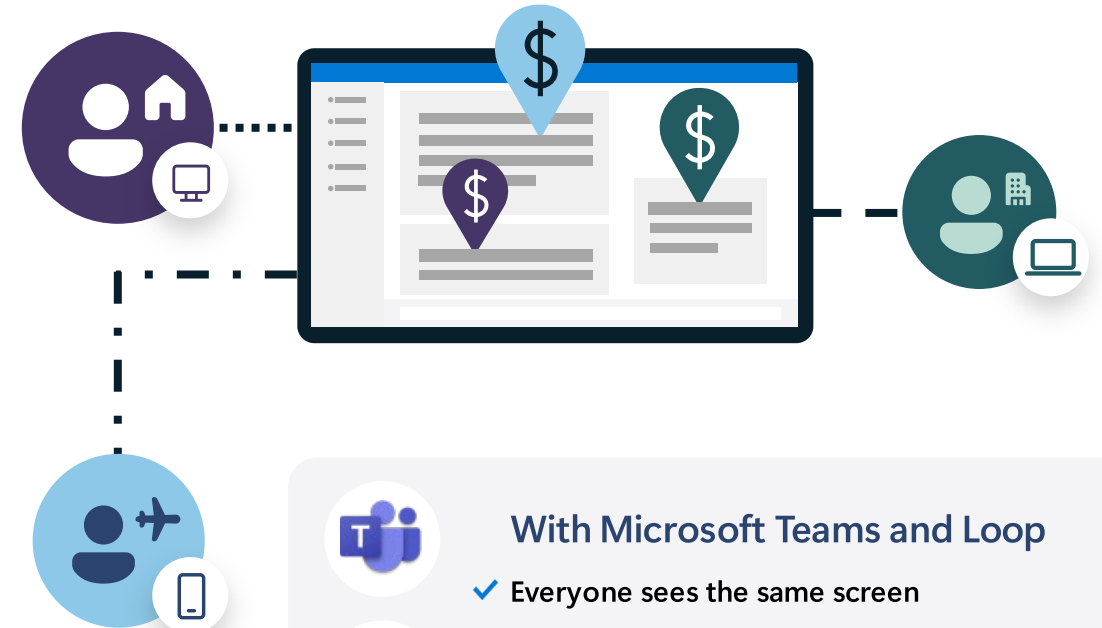 $
$
$
T
With Microsoft Teams and Loop
Everyone sees the same screen